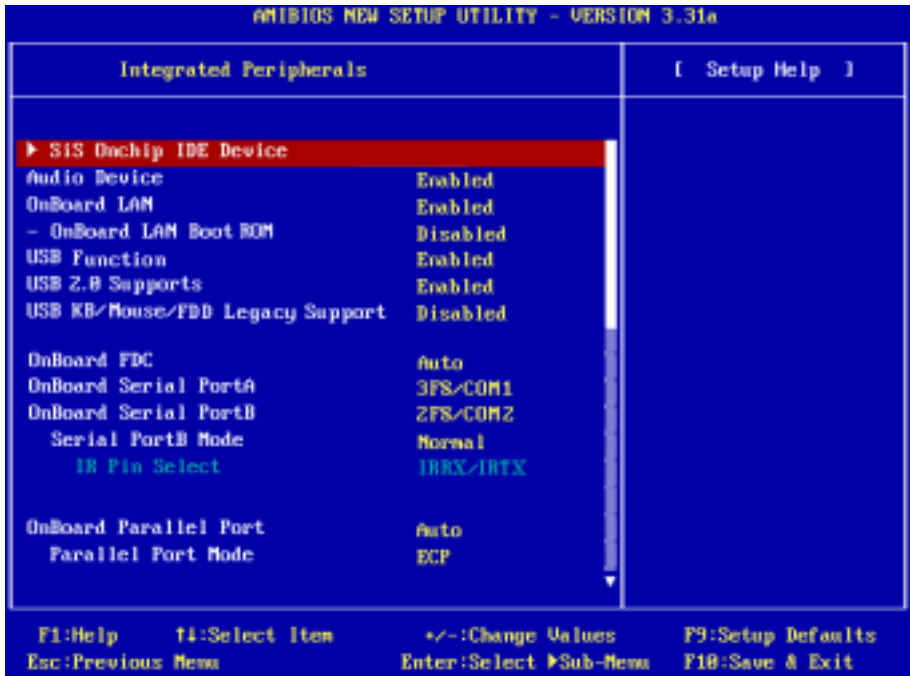 AMIBIOS NEW SETUP UTILITY - VERSION 3.31a
Integrated Peripherals
[ Setup Help ]
▶ SiS Onchip IDE Device
Audio Device Enabled
OnBoard LAN Enabled
- OnBoard LAN Boot ROM Disabled
USB Function Enabled
USB 2.0 Supports Enabled
USB KB/Mouse/FDD Legacy Support Disabled
OnBoard FDC Auto
OnBoard Serial PortA 3F8/COM1
OnBoard Serial PortB 2F8/COM2
Serial PortB Mode Normal
IR Pin Select IRRX/IRTX
OnBoard Parallel Port Auto
Parallel Port Mode ECP
F1:Help ↑↓:Select Item +/-:Change Values F9:Setup Defaults
Esc:Previous Menu Enter:Select ▶Sub-Menu F10:Save & Exit